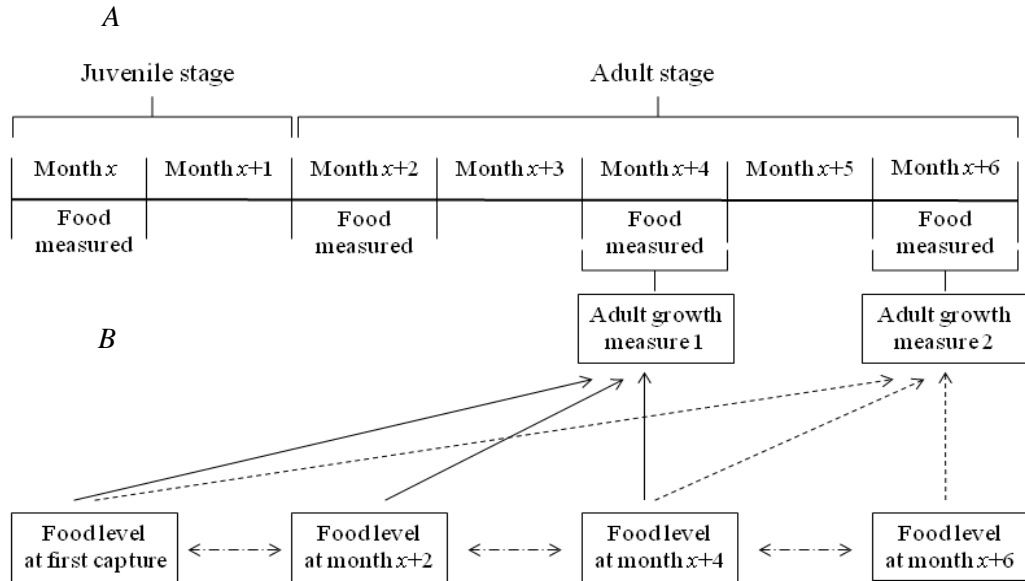 A
Juvenile stage
Adult stage
Month x
Month x+1
Month x+2
Month x+3
Month x+4
Month x+5
Month x+6
Food
measured
Food
measured
Food
measured
Food
measured
Adult growth
measure 1
Adult growth
measure 2
B
Food level
at first capture
Food level
at month x+2
Food level
at month x+4
Food level
at month x+6